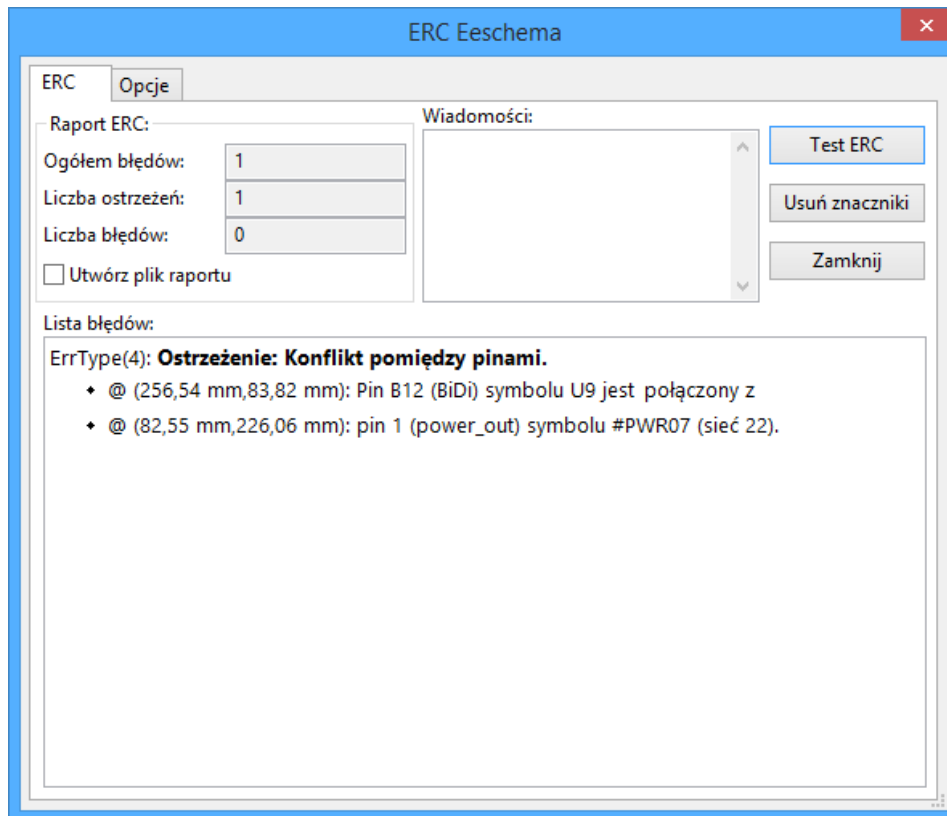 ERC Eeschema
ERC
Opcje
Raport ERC:
Ogółem błędów: 1
Liczba ostrzeżeń: 1
Liczba błędów: 0
Utwórz plik raportu
Wiadomości:
Test ERC
Usuń znaczniki
Zamknij
Lista błędów:
ErrType(4): Ostrzeżenie: Konflikt pomiędzy pinami.
@ (256,54 mm,83,82 mm): Pin B12 (BiDi) symbolu U9 jest połączony z
@ (82,55 mm,226,06 mm): pin 1 (power_out) symbolu #PWR07 (sieć 22).